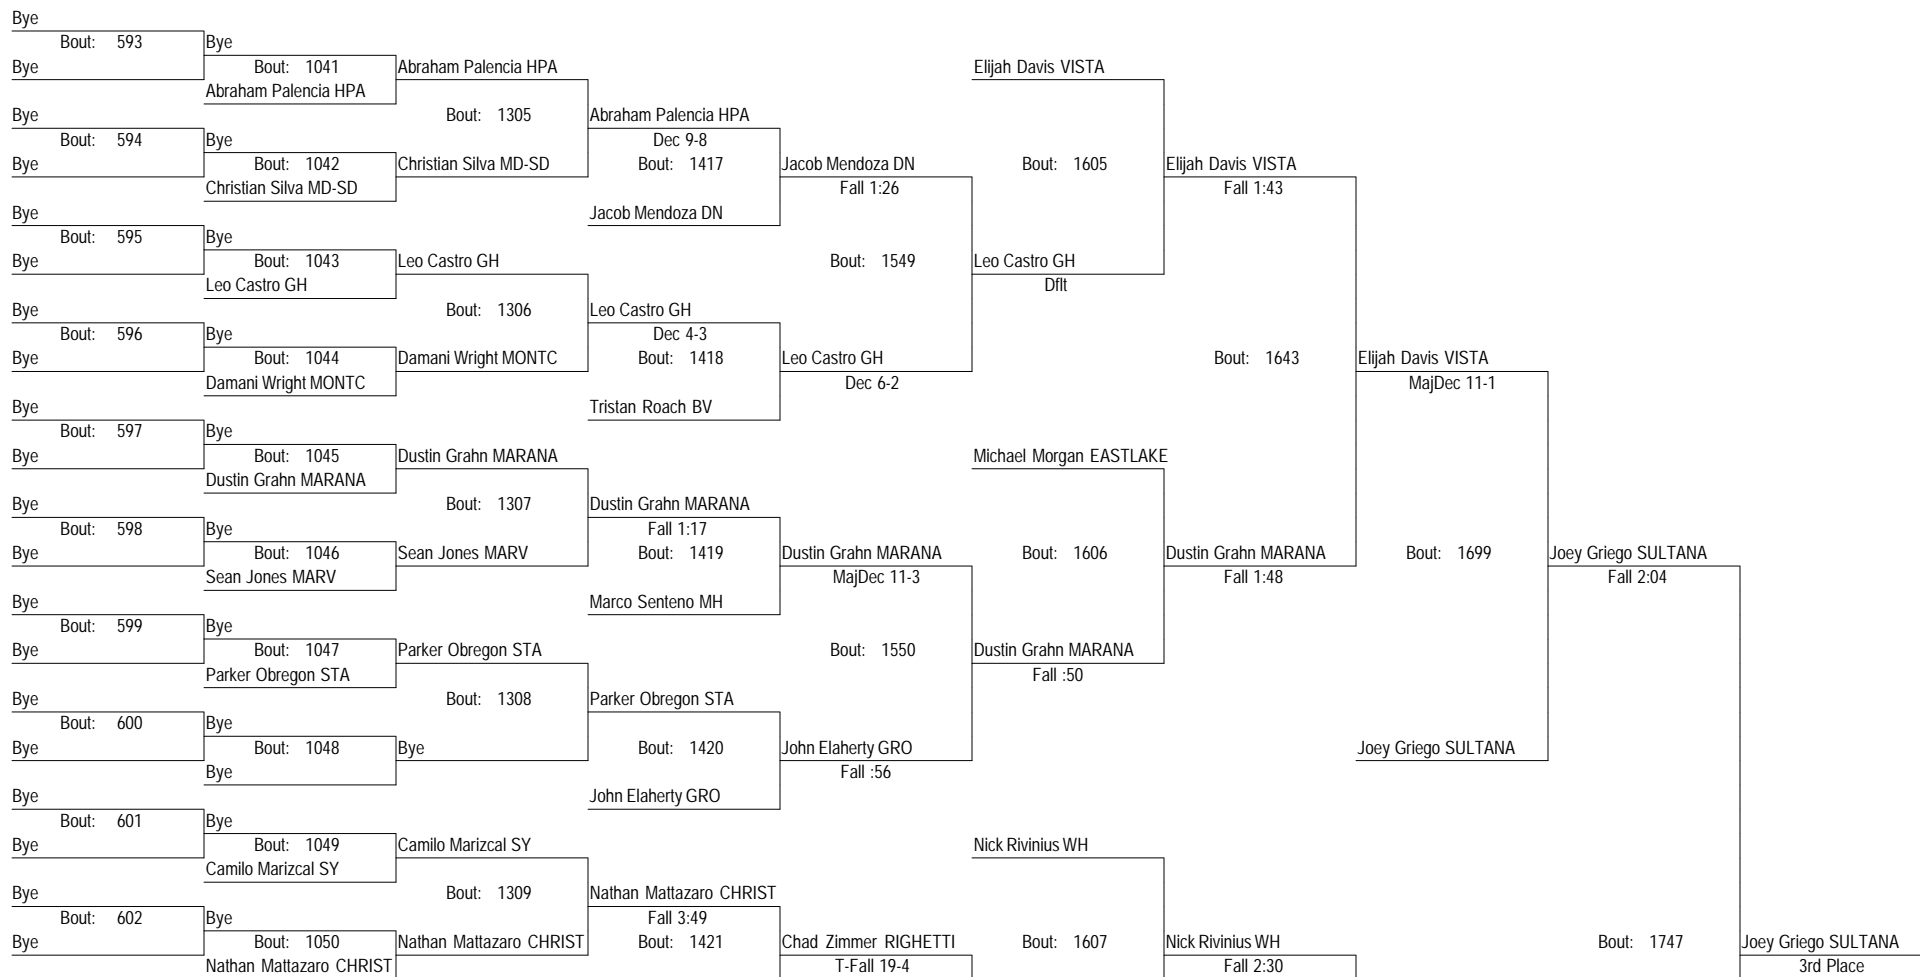 Bye
Bout: 593 Bye
Bye Bout: 1041 Abraham Palencia HPA Elijah Davis VISTA
Abraham Palencia HPA
Bye Bout: 1305 Abraham Palencia HPA
Bout: 594 Bye Dec 9-8
Bye Bout: 1042 Christian Silva MD-SD Bout: 1417 Jacob Mendoza DN Bout: 1605 Elijah Davis VISTA
Christian Silva MD-SD Fall 1:26 Fall 1:43
Bye Jacob Mendoza DN
Bout: 595 Bye
Bye Bout: 1043 Leo Castro GH Bout: 1549 Leo Castro GH
Leo Castro GH Dflt
Bye Bout: 1306 Leo Castro GH
Bout: 596 Bye Dec 4-3
Bye Bout: 1044 Damani Wright MONTC Bout: 1418 Leo Castro GH Bout: 1643 Elijah Davis VISTA
Damani Wright MONTC Dec 6-2 MajDec 11-1
Bye Tristan Roach BV
Bout: 597 Bye
Bye Bout: 1045 Dustin Grahn MARANA Michael Morgan EASTLAKE
Dustin Grahn MARANA
Bye Bout: 1307 Dustin Grahn MARANA
Bout: 598 Bye Fall 1:17
Bye Bout: 1046 Sean Jones MARV Bout: 1419 Dustin Grahn MARANA Bout: 1606 Dustin Grahn MARANA Bout: 1699 Joey Griego SULTANA
Sean Jones MARV MajDec 11-3 Fall 1:48 Fall 2:04
Bye Marco Senteno MH
Bout: 599 Bye
Bye Bout: 1047 Parker Obregon STA Bout: 1550 Dustin Grahn MARANA
Parker Obregon STA Fall :50
Bye Bout: 1308 Parker Obregon STA
Bout: 600 Bye
Bye Bout: 1048 Bye Bout: 1420 John Elaherty GRO Joey Griego SULTANA
Bye Fall :56
Bye John Elaherty GRO
Bout: 601 Bye
Bye Bout: 1049 Camilo Marizcal SY Nick Rivinius WH
Camilo Marizcal SY
Bye Bout: 1309 Nathan Mattazaro CHRIST
Bout: 602 Bye Fall 3:49
Bye Bout: 1050 Nathan Mattazaro CHRIST Bout: 1421 Chad Zimmer RIGHETTI Bout: 1607 Nick Rivinius WH Bout: 1747 Joey Griego SULTANA
Nathan Mattazaro CHRIST T-Fall 19-4 Fall 2:30 3rd Place